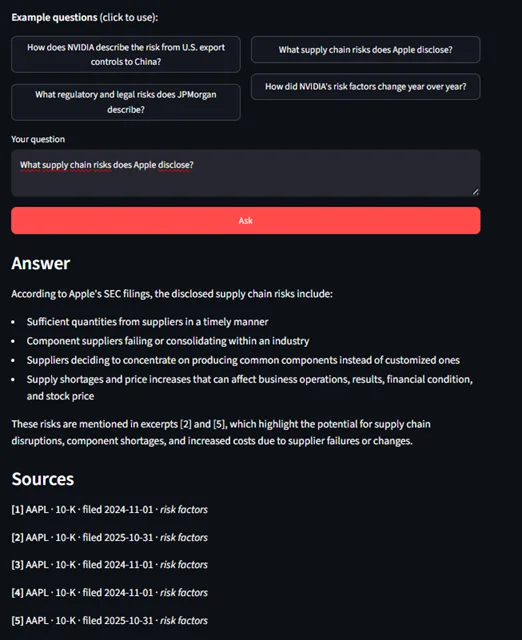 Example questions (click to use):
How does NVIDIA describe the risk from U.S. export
controls to China?
What supply chain risks does Apple disclose?
What regulatory and legal risks does JPMorgan
describe?
How did NVIDIA's risk factors change year over year?
Your question
What supply chain risks does Apple disclose?
Ask
Answer
According to Apple's SEC filings, the disclosed supply chain risks include:
• Sufficient quantities from suppliers in a timely manner
• Component suppliers failing or consolidating within an industry
• Suppliers deciding to concentrate on producing common components instead of customized ones
• Supply shortages and price increases that can affect business operations, results, financial condition,
and stock price
These risks are mentioned in excerpts [2] and [5], which highlight the potential for supply chain
disruptions, component shortages, and increased costs due to supplier failures or changes.
Sources
[1] AAPL · 10-K · filed 2024-11-01 · risk factors
[2] AAPL · 10-K · filed 2025-10-31 · risk factors
[3] AAPL · 10-K · filed 2024-11-01 · risk factors
[4] AAPL · 10-K · filed 2024-11-01 · risk factors
[5] AAPL · 10-K · filed 2025-10-31 · risk factors